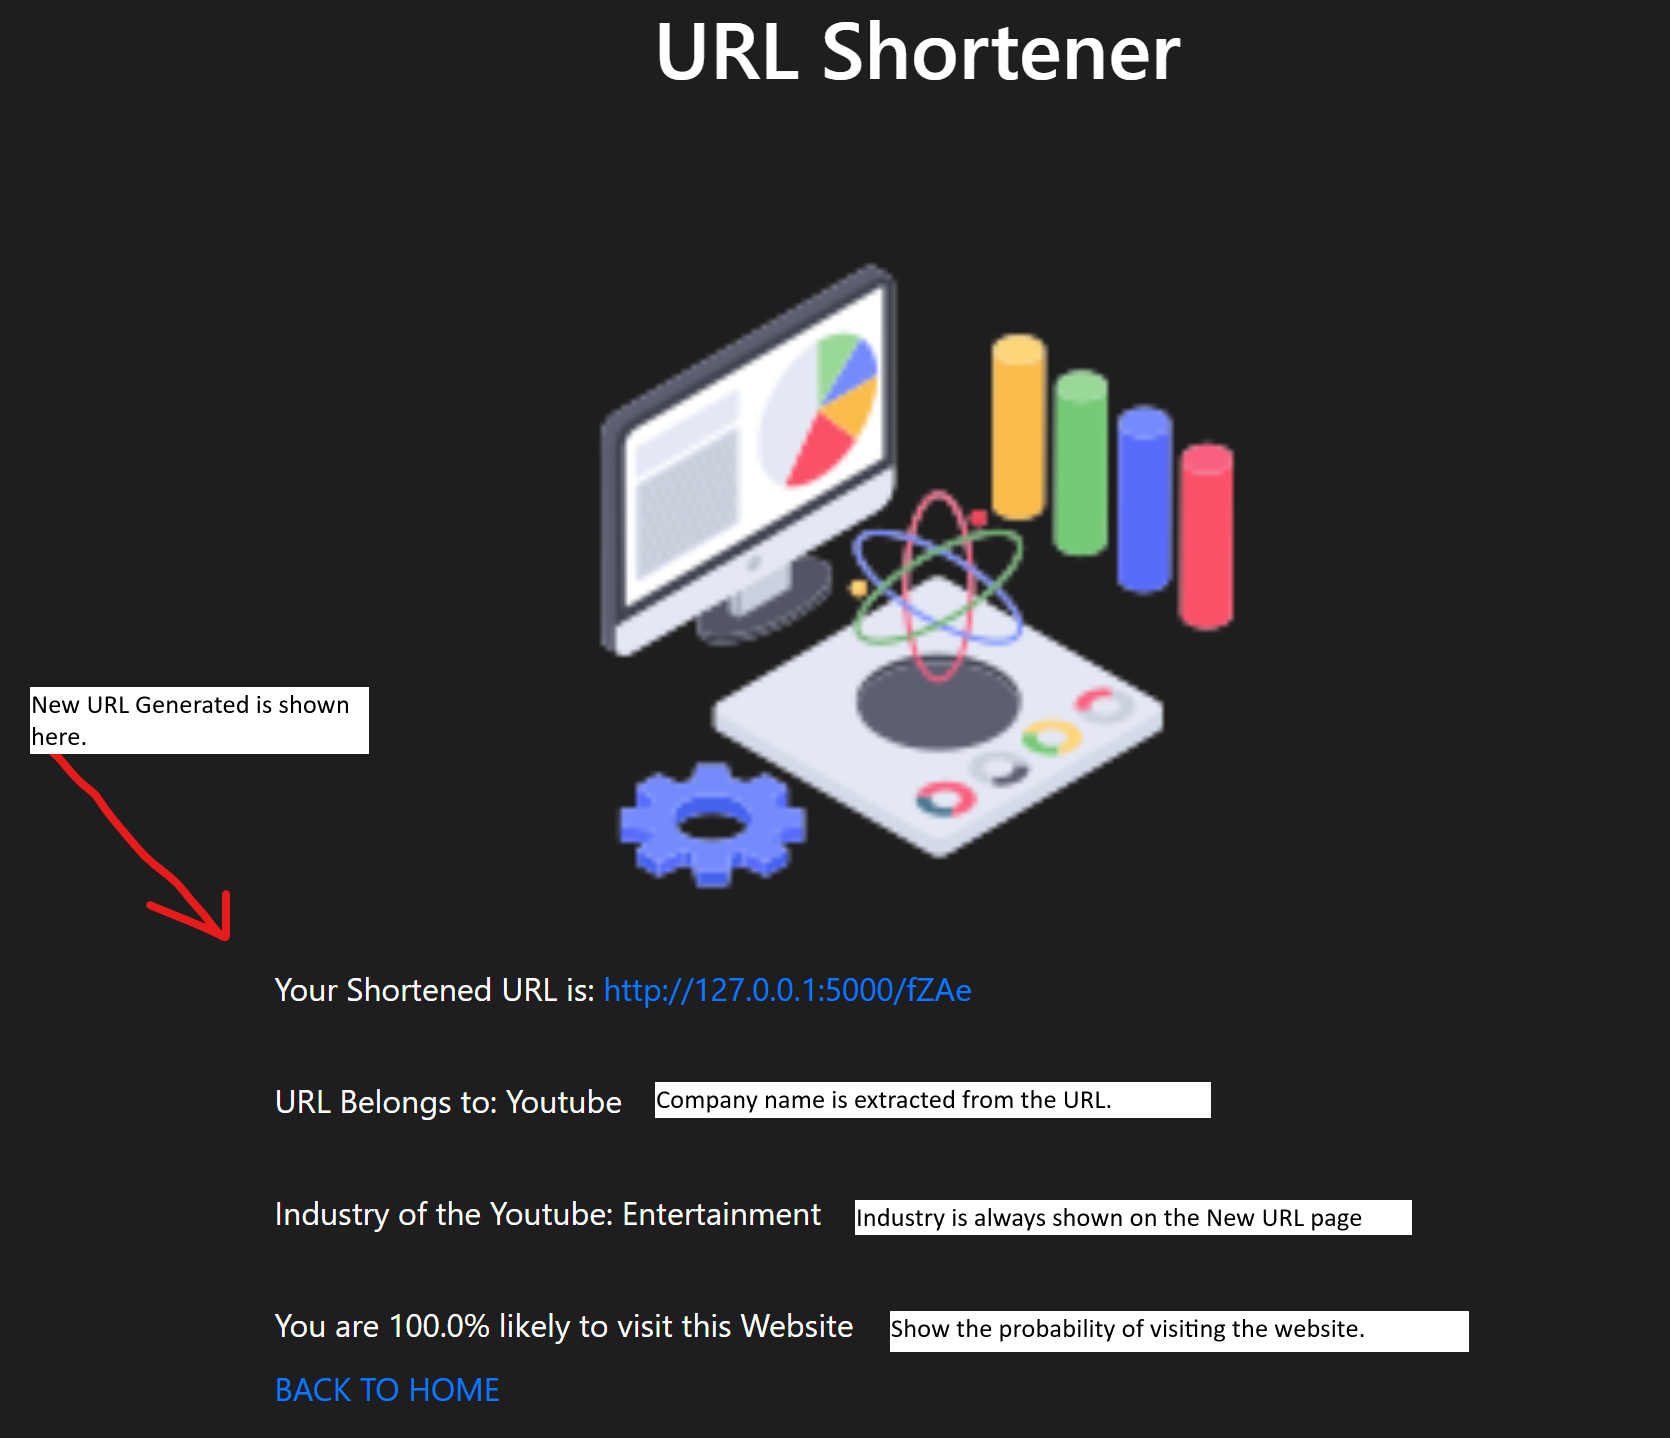 URL Shortener
New URL Generated is shown
here.
Your Shortened URL is: http://127.0.0.1:5000/fZAe
URL Belongs to: Youtube Company name is extracted from the URL.
Industry of the Youtube: Entertainment Industry is always shown on the New URL page
You are 100.0% likely to visit this Website Show the probability of visiting the website.
BACK TO HOME